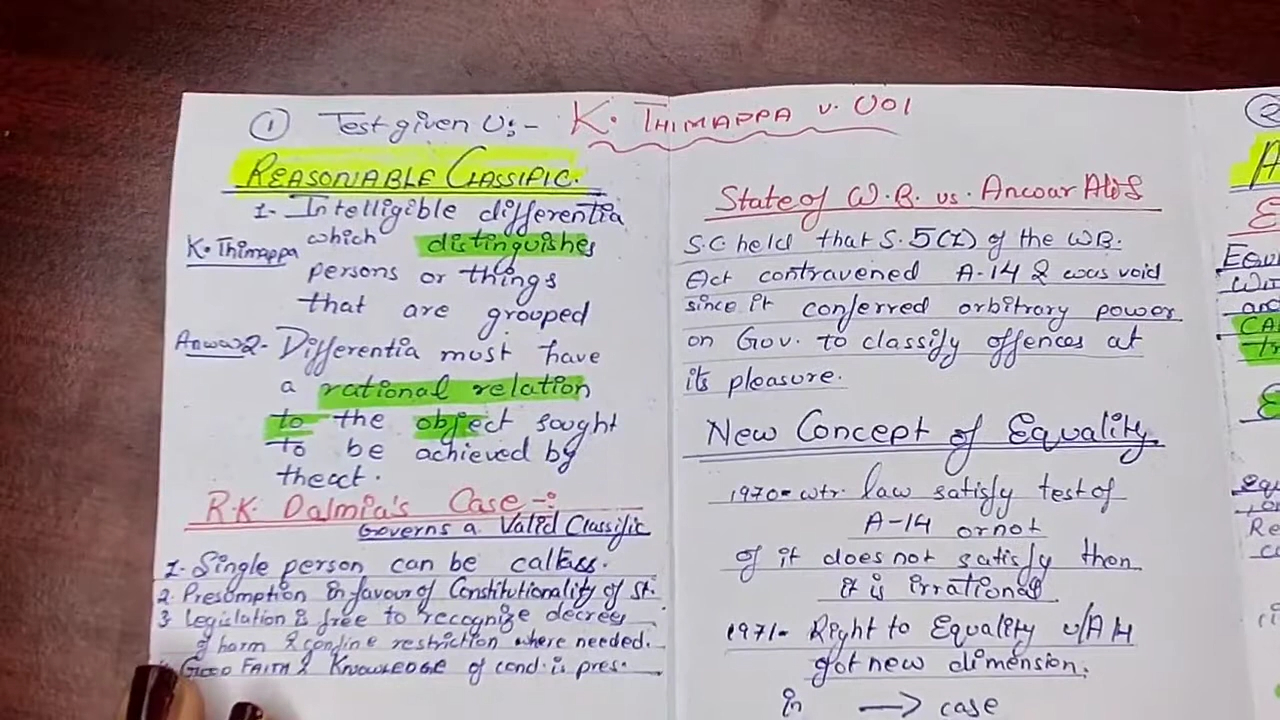 ① Test given U:- K. THIMAPPA v. UOI
REASONABLE CLASSIFIC.
1- Intelligible differentia
K. Thimappa which distinguishes
persons or things
that are grouped
Anwar 2- Differentia must have
a rational relation
to the object sought
to be achieved by
the act.
R.K. Dalmia's Case -:
Governs a Valid Classific
1- Single person can be
2. Presumption in favour of Constitutionality of St.
3 Legislation is free to recognize
of harm & confine restriction where needed.
GOOD FAITH & KNOWLEDGE of cond. is pres.
State of W.B. vs. Ali S
S.C. held that S. 5(1) of the WB.
Act contravened A-14 & was void
since it conferred orbitrary power
on Gov. to classify offences at
its pleasure.
New Concept of Equality
1970- wtr. law satisfy test of
A-14 or not
of it does not satisfy then
it is irrational
1971- Right to Equality u/A 14
got new dimension.
in → case
②
A
E
EQU